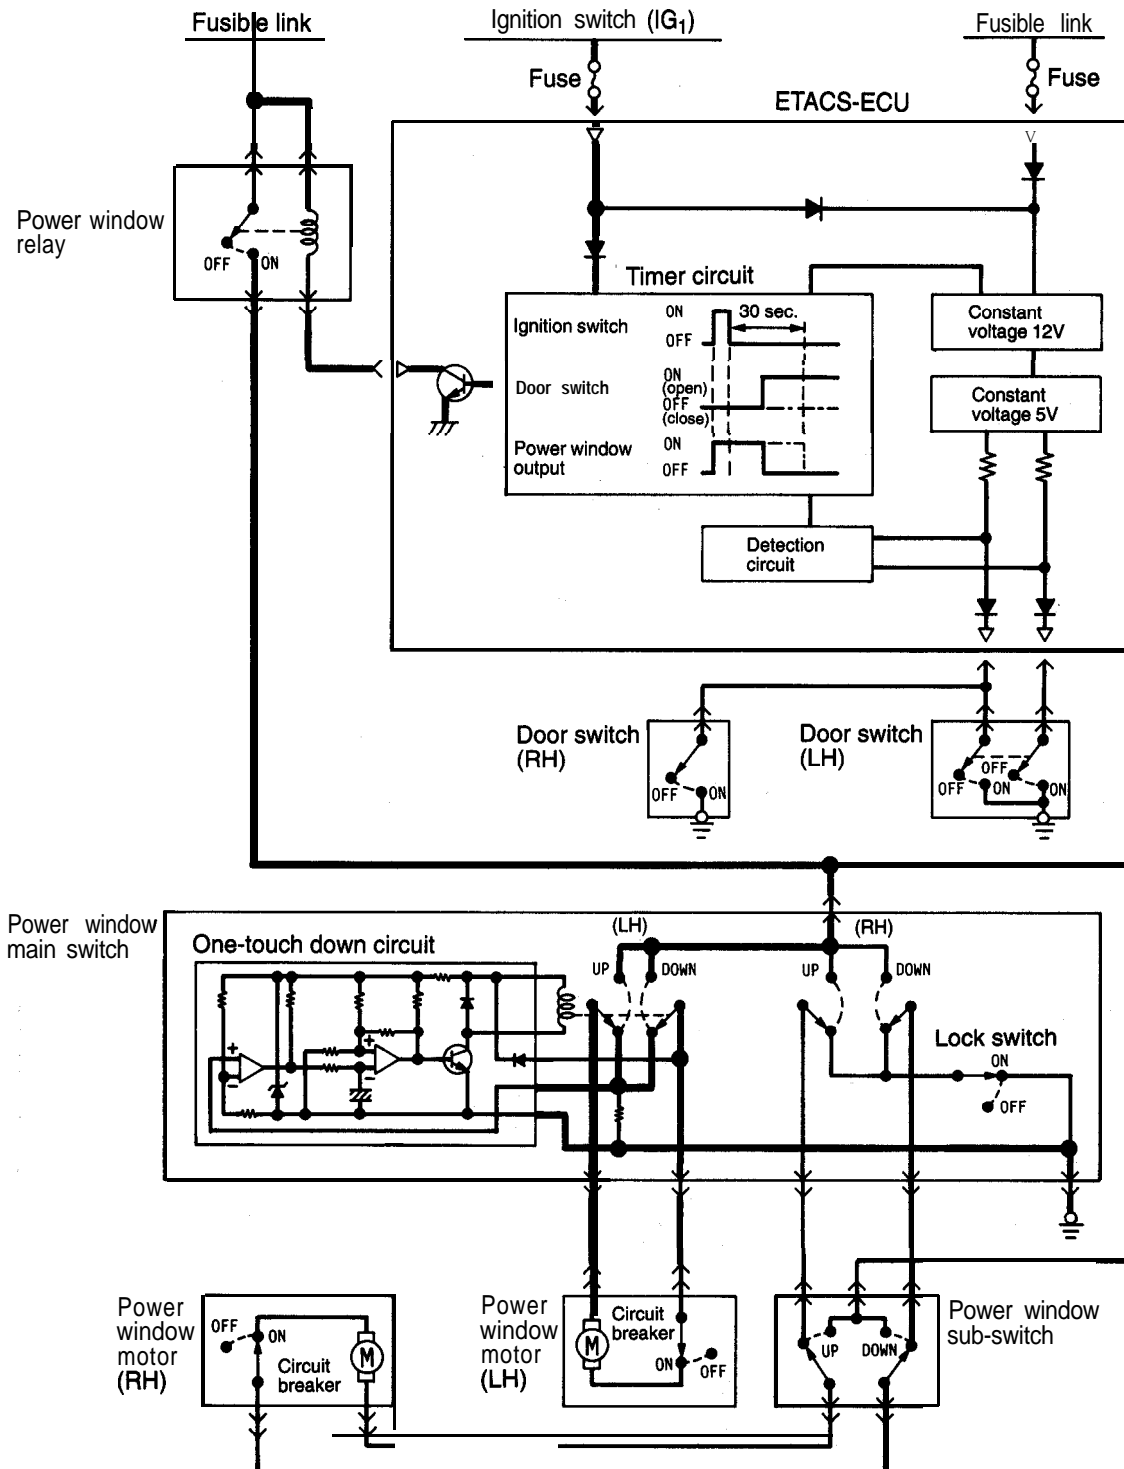 Fusible link
Ignition switch (IG1)
Fusible link
Fuse
Fuse
ETACS-ECU
V
Power window
relay
OFF
ON
Timer circuit
Ignition switch
ON
OFF
30 sec.
Door switch
ON
(open)
OFF
(close)
Power window
output
ON
OFF
Constant
voltage 12V
Constant
voltage 5V
Detection
circuit
Door switch
(RH)
OFF
ON
Door switch
(LH)
OFF
OFF
ON
ON
Power window
main switch
One-touch down circuit
(LH)
UP
DOWN
(RH)
UP
DOWN
+
−
+
−
Lock switch
ON
OFF
Power
window
motor
(RH)
OFF
ON
Circuit
breaker
M
Power
window
motor
(LH)
M
Circuit
breaker
ON
OFF
UP
DOWN
Power window
sub-switch